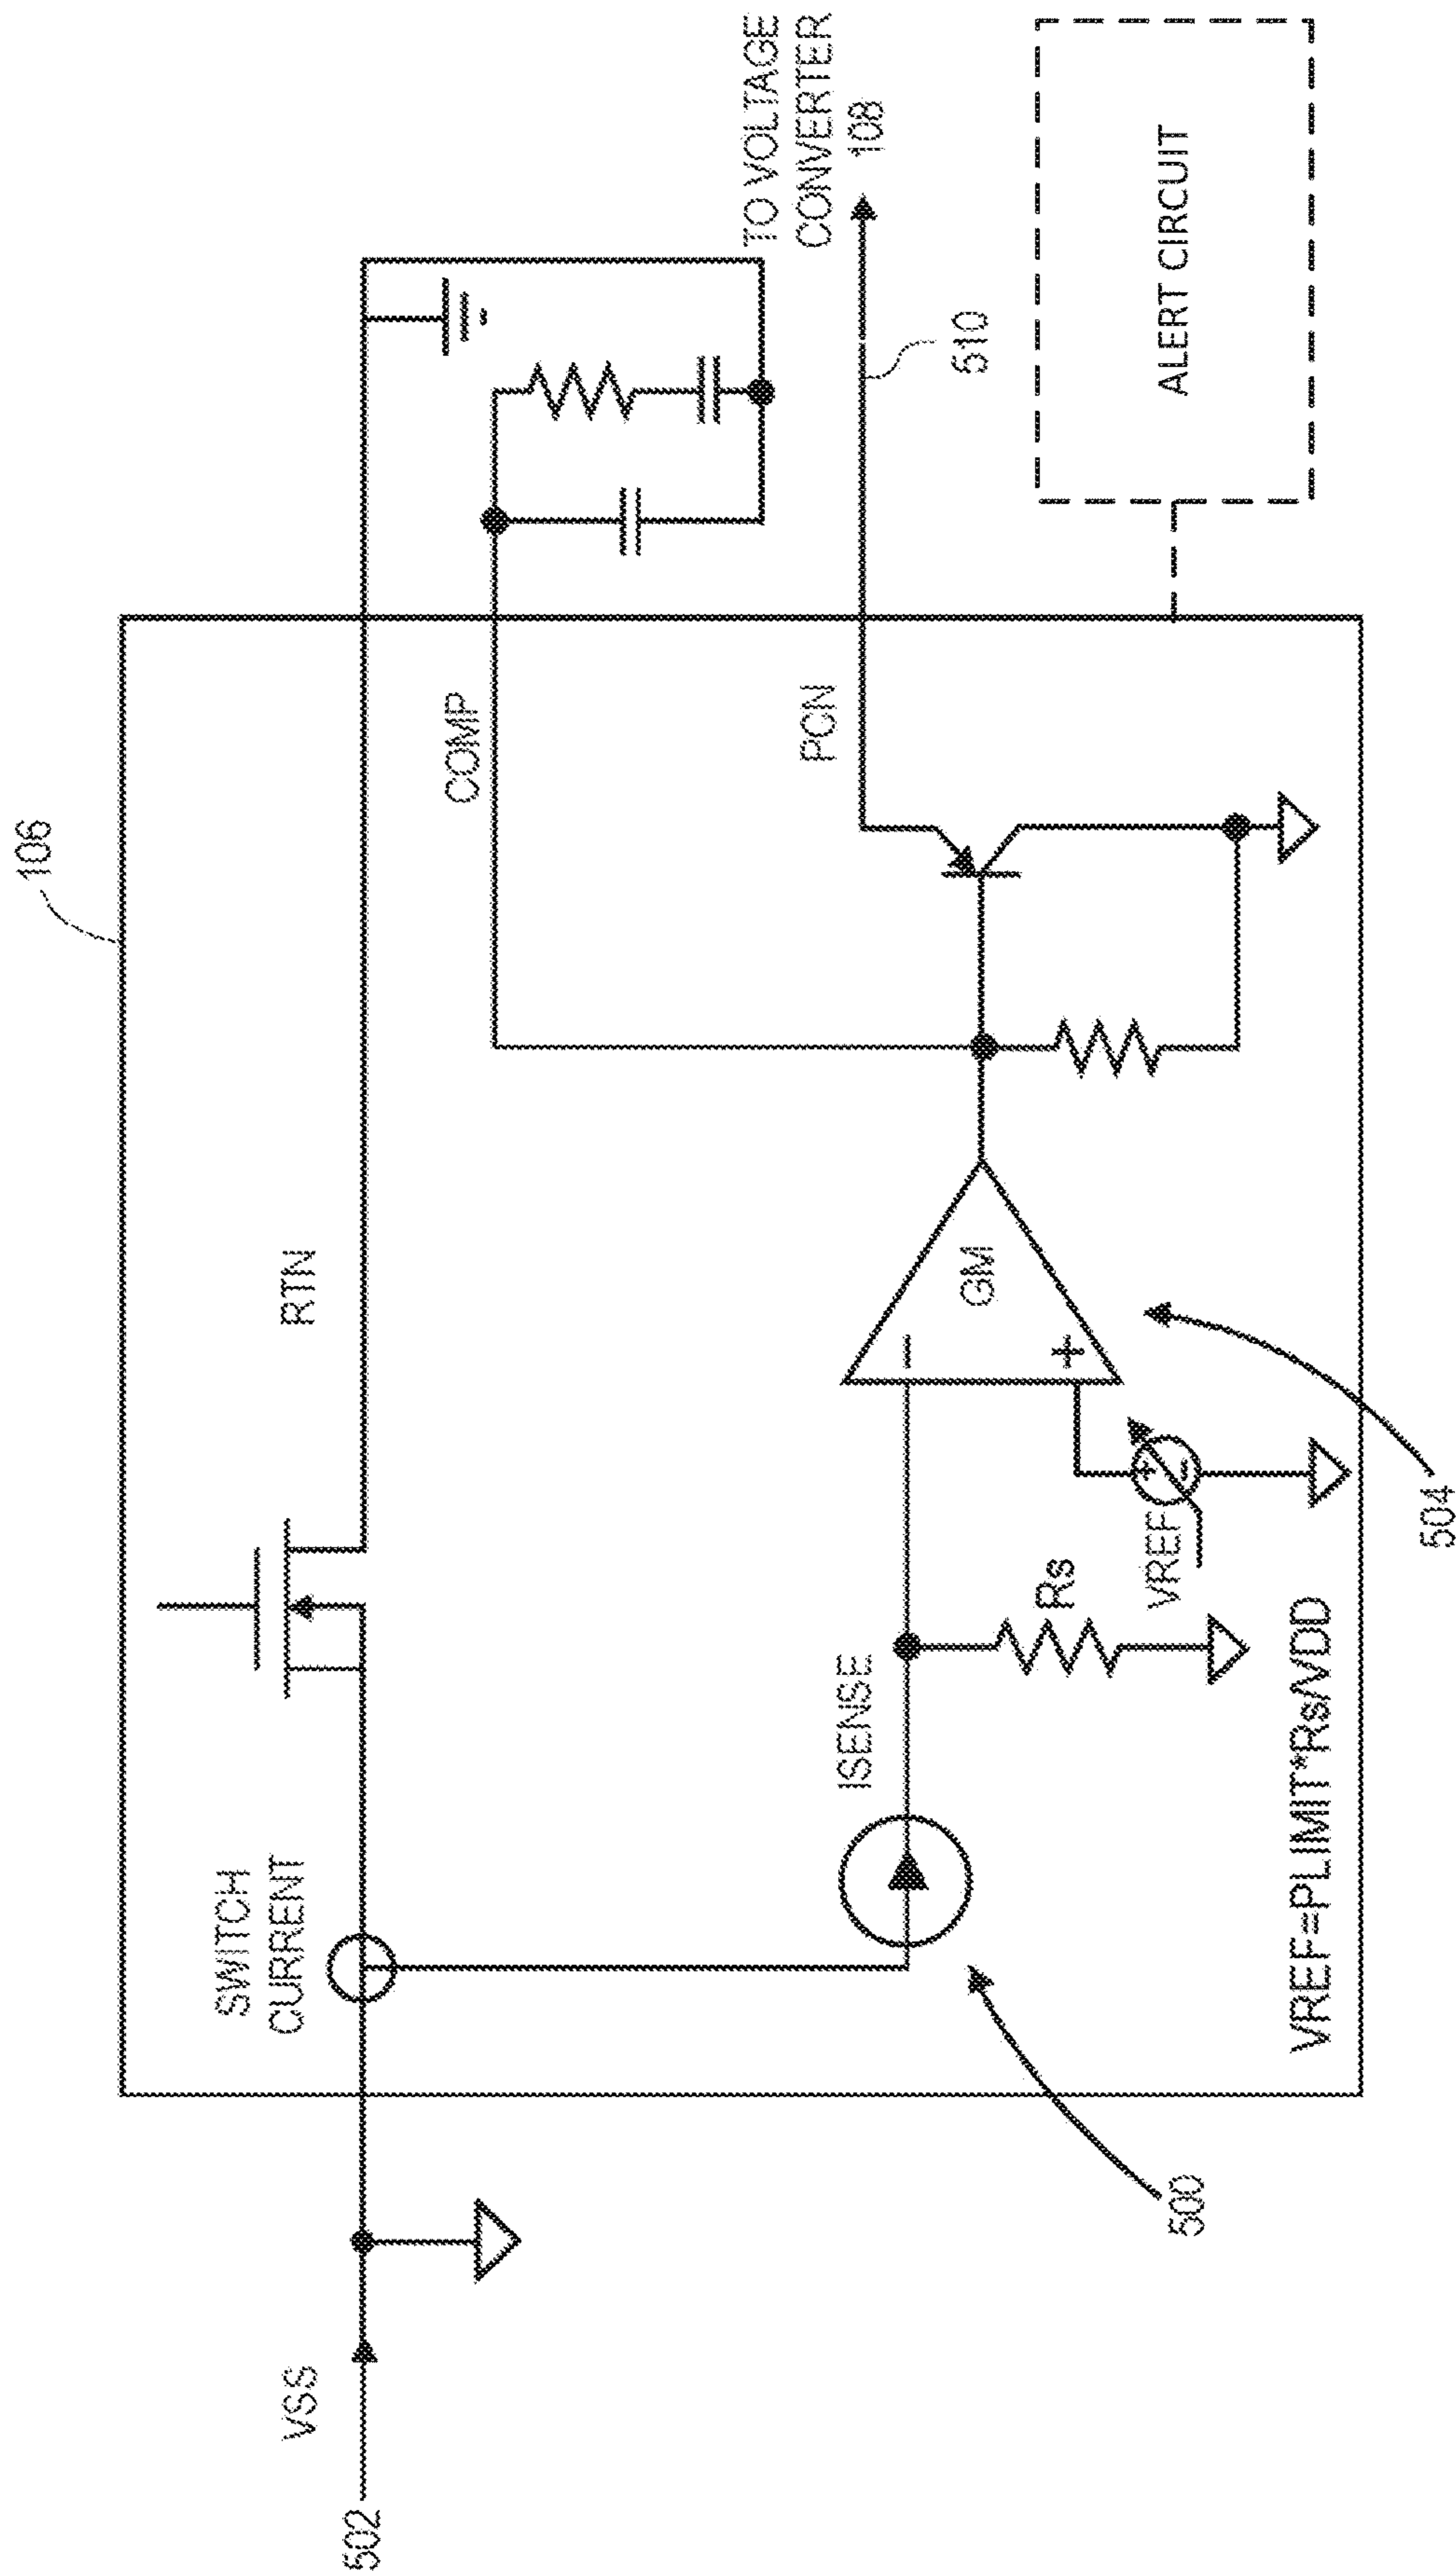 106
502
VSS
SWITCH
CURRENT
RTN
COMP
ISENSE
Rs
VREF
+
−
−
+
GM
PCN
TO VOLTAGE
CONVERTER
108
510
500
504
VREF=PLIMIT*Rs/VDD
ALERT CIRCUIT